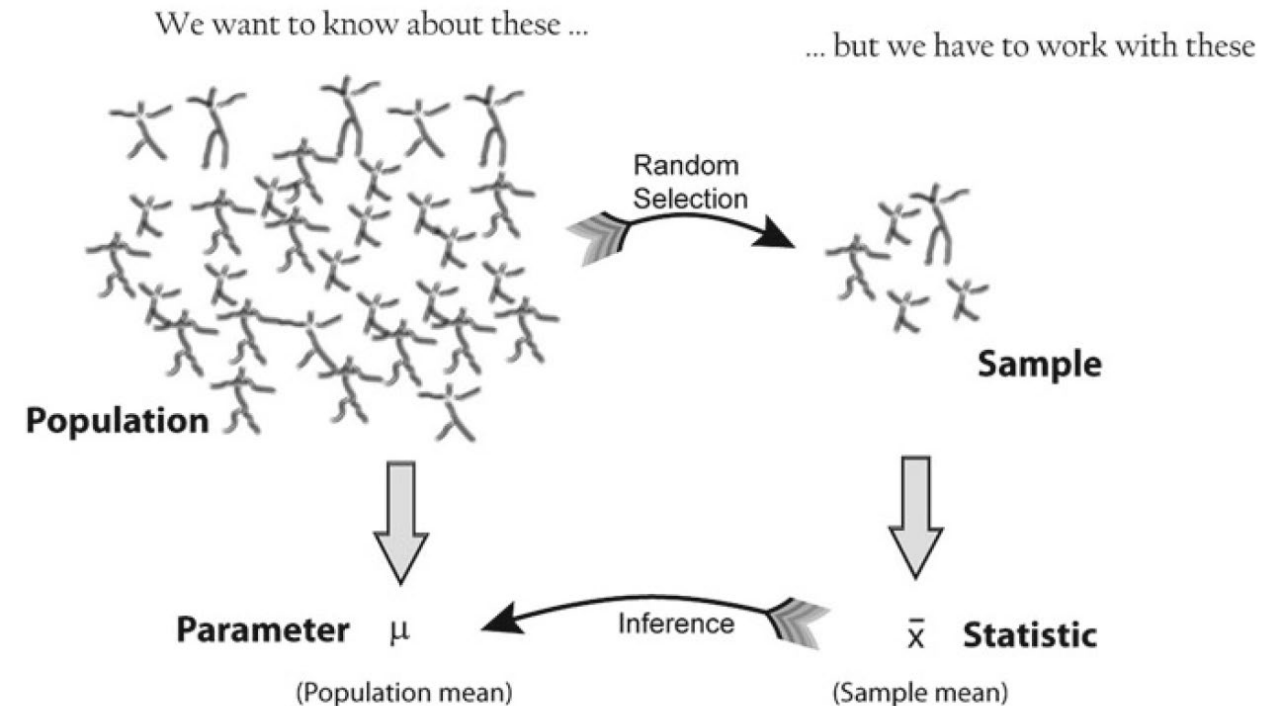 We want to know about these ...
... but we have to work with these
Random
Selection
Sample
Population
Parameter μ
Inference
x̄ Statistic
(Population mean)
(Sample mean)